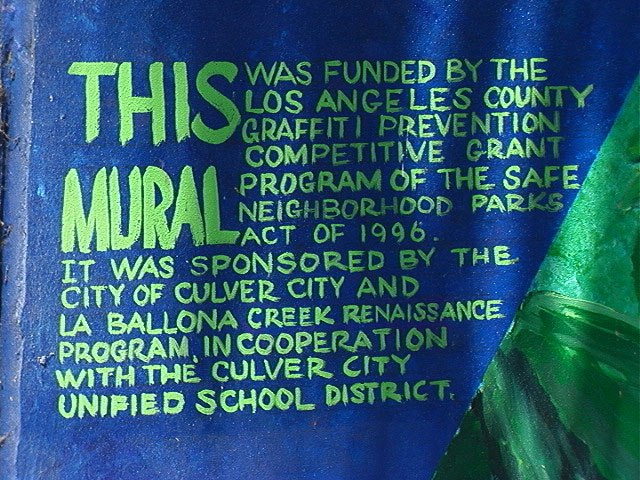 THIS WAS FUNDED BY THE
LOS ANGELES COUNTY
GRAFFITI PREVENTION
COMPETITIVE GRANT
MURAL PROGRAM OF THE SAFE
NEIGHBORHOOD PARKS
ACT OF 1996.
IT WAS SPONSORED BY THE
CITY OF CULVER CITY AND
LA BALLONA CREEK RENAISSANCE
PROGRAM, IN COOPERATION
WITH THE CULVER CITY
UNIFIED SCHOOL DISTRICT.